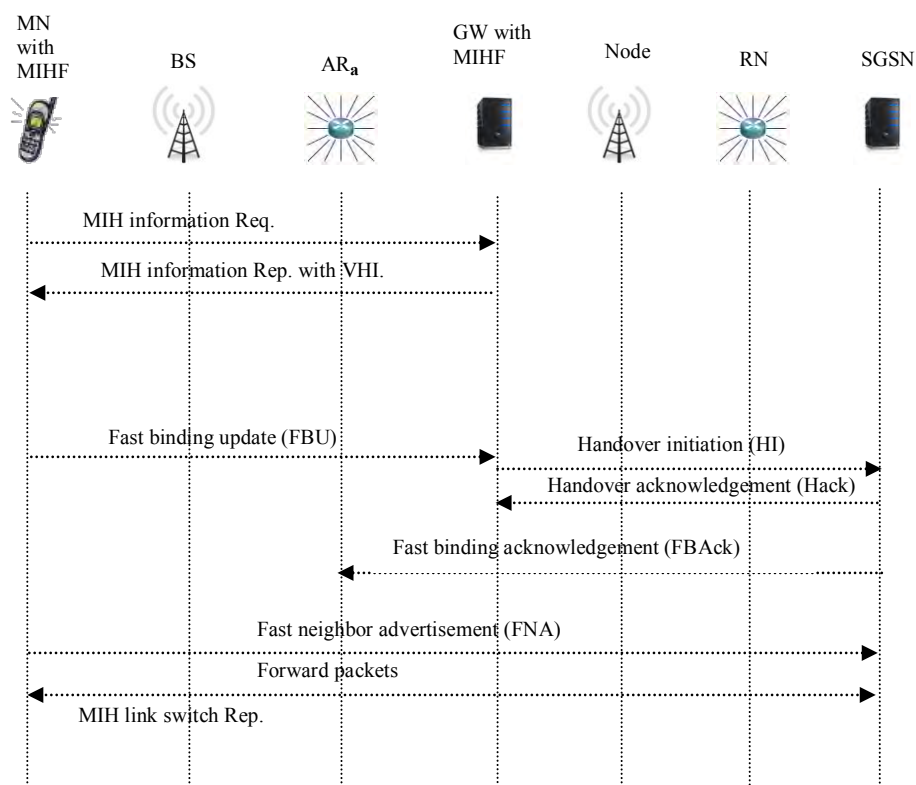 MN
with
MIHF
BS
ARa
GW with
MIHF
Node
RN
SGSN
MIH information Req.
MIH information Rep. with VHI.
Fast binding update (FBU)
Handover initiation (HI)
Handover acknowledgement (Hack)
Fast binding acknowledgement (FBAck)
Fast neighbor advertisement (FNA)
Forward packets
MIH link switch Rep.